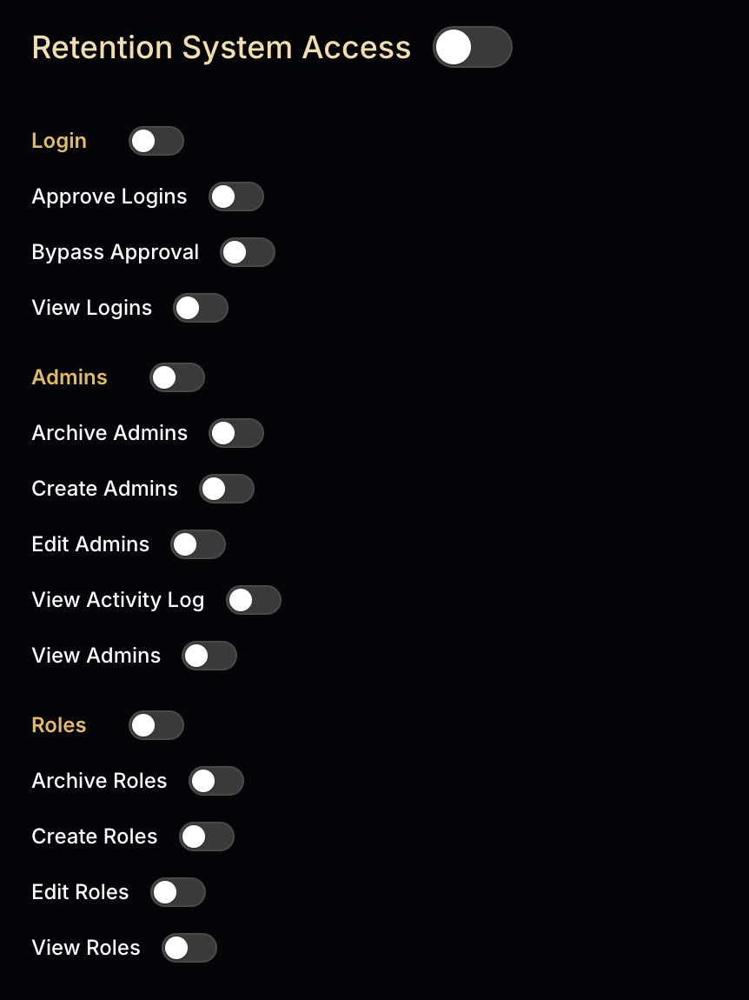 Retention System Access
Login
Approve Logins
Bypass Approval
View Logins
Admins
Archive Admins
Create Admins
Edit Admins
View Activity Log
View Admins
Roles
Archive Roles
Create Roles
Edit Roles
View Roles